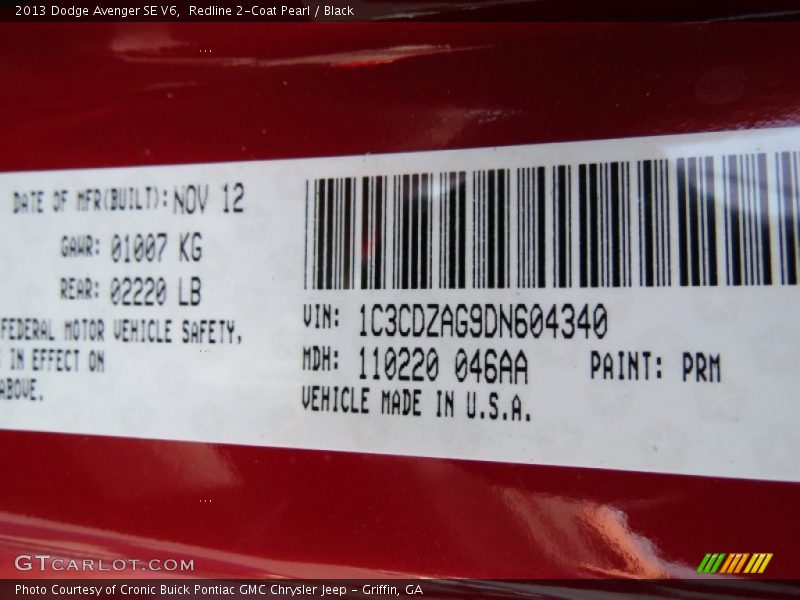 2013 Dodge Avenger SE V6,  Redline 2-Coat Pearl / Black
DATE OF MFR(BUILT): NOV 12
GAWR: 01007 KG
REAR: 02220 LB
FEDERAL MOTOR VEHICLE SAFETY,
IN EFFECT ON
ABOVE.
VIN: 1C3CDZAG9DN604340
MDH: 110220 046AA PAINT: PRM
VEHICLE MADE IN U.S.A.
GTCARLOT.COM
Photo Courtesy of Cronic Buick Pontiac GMC Chrysler Jeep - Griffin, GA